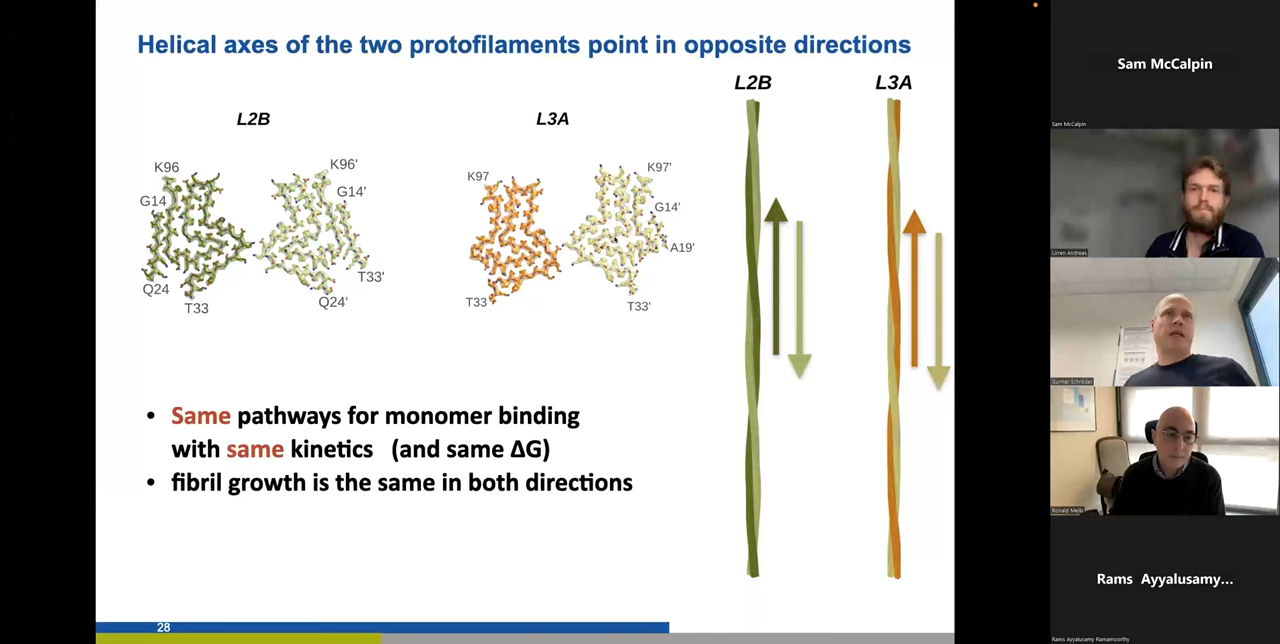 Helical axes of the two protofilaments point in opposite directions
L2B
L3A
L2B
K96
G14
Q24
T33
K96'
G14'
T33'
Q24'
L3A
K97
T33
K97'
G14'
A19'
T33'
• Same pathways for monomer binding
with same kinetics (and same ΔG)
• fibril growth is the same in both directions
28
Sam McCalpin
Sam McCalpin
Loren Andreas
Gunnar Schröder
Ronald Melki
Rams Ayyalusamy...
Rams Ayyalusamy Ramamoorthy